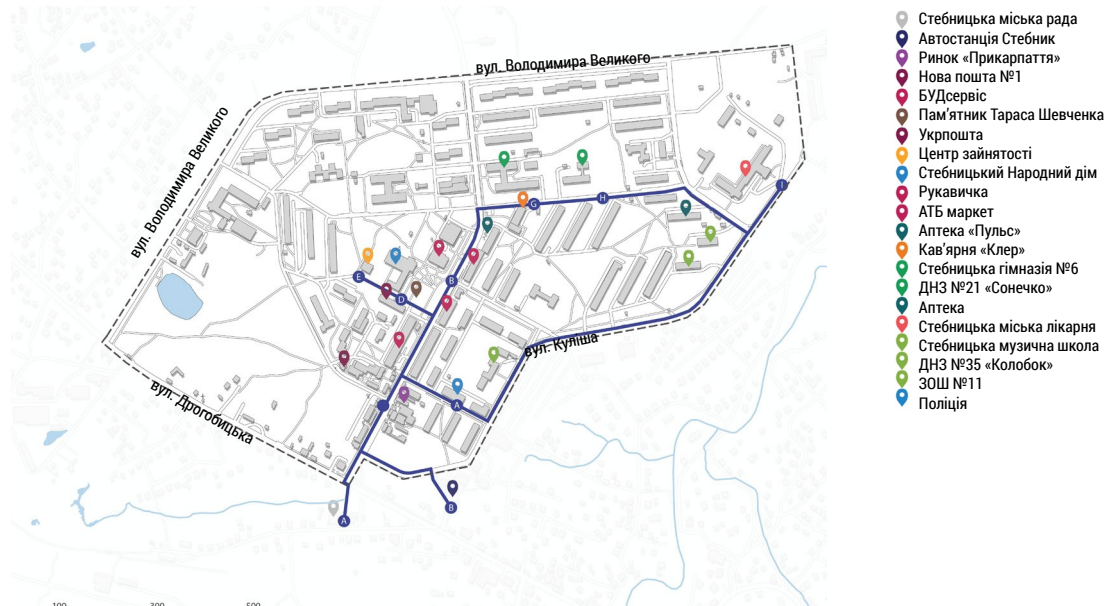 вул. Володимира Великого
вул. Володимира Великого
вул. Дрогобицька
вул. Куліша
A
B
A
B
D
E
G
H
I
100 300 500
Стебницька міська рада
Автостанція Стебник
Ринок «Прикарпаття»
Нова пошта №1
БУДсервіс
Пам’ятник Тараса Шевченка
Укрпошта
Центр зайнятості
Стебницький Народний дім
Рукавичка
АТБ маркет
Аптека «Пульс»
Кав’ярня «Клер»
Стебницька гімназія №6
ДНЗ №21 «Сонечко»
Аптека
Стебницька міська лікарня
Стебницька музична школа
ДНЗ №35 «Колобок»
ЗОШ №11
Поліція